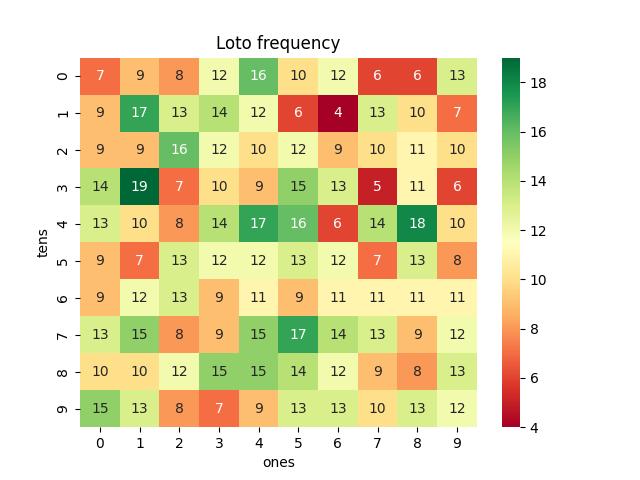 Loto frequency
0 7 9 8 12 16 10 12 6 6 13
1 9 17 13 14 12 6 4 13 10 7
2 9 9 16 12 10 12 9 10 11 10
3 14 19 7 10 9 15 13 5 11 6
4 13 10 8 14 17 16 6 14 18 10
5 9 7 13 12 12 13 12 7 13 8
6 9 12 13 9 11 9 11 11 11 11
7 13 15 8 9 15 17 14 13 9 12
8 10 10 12 15 15 14 12 9 8 13
9 15 13 8 7 9 13 13 10 13 12
0 1 2 3 4 5 6 7 8 9
ones
tens
18
16
14
12
10
8
6
4